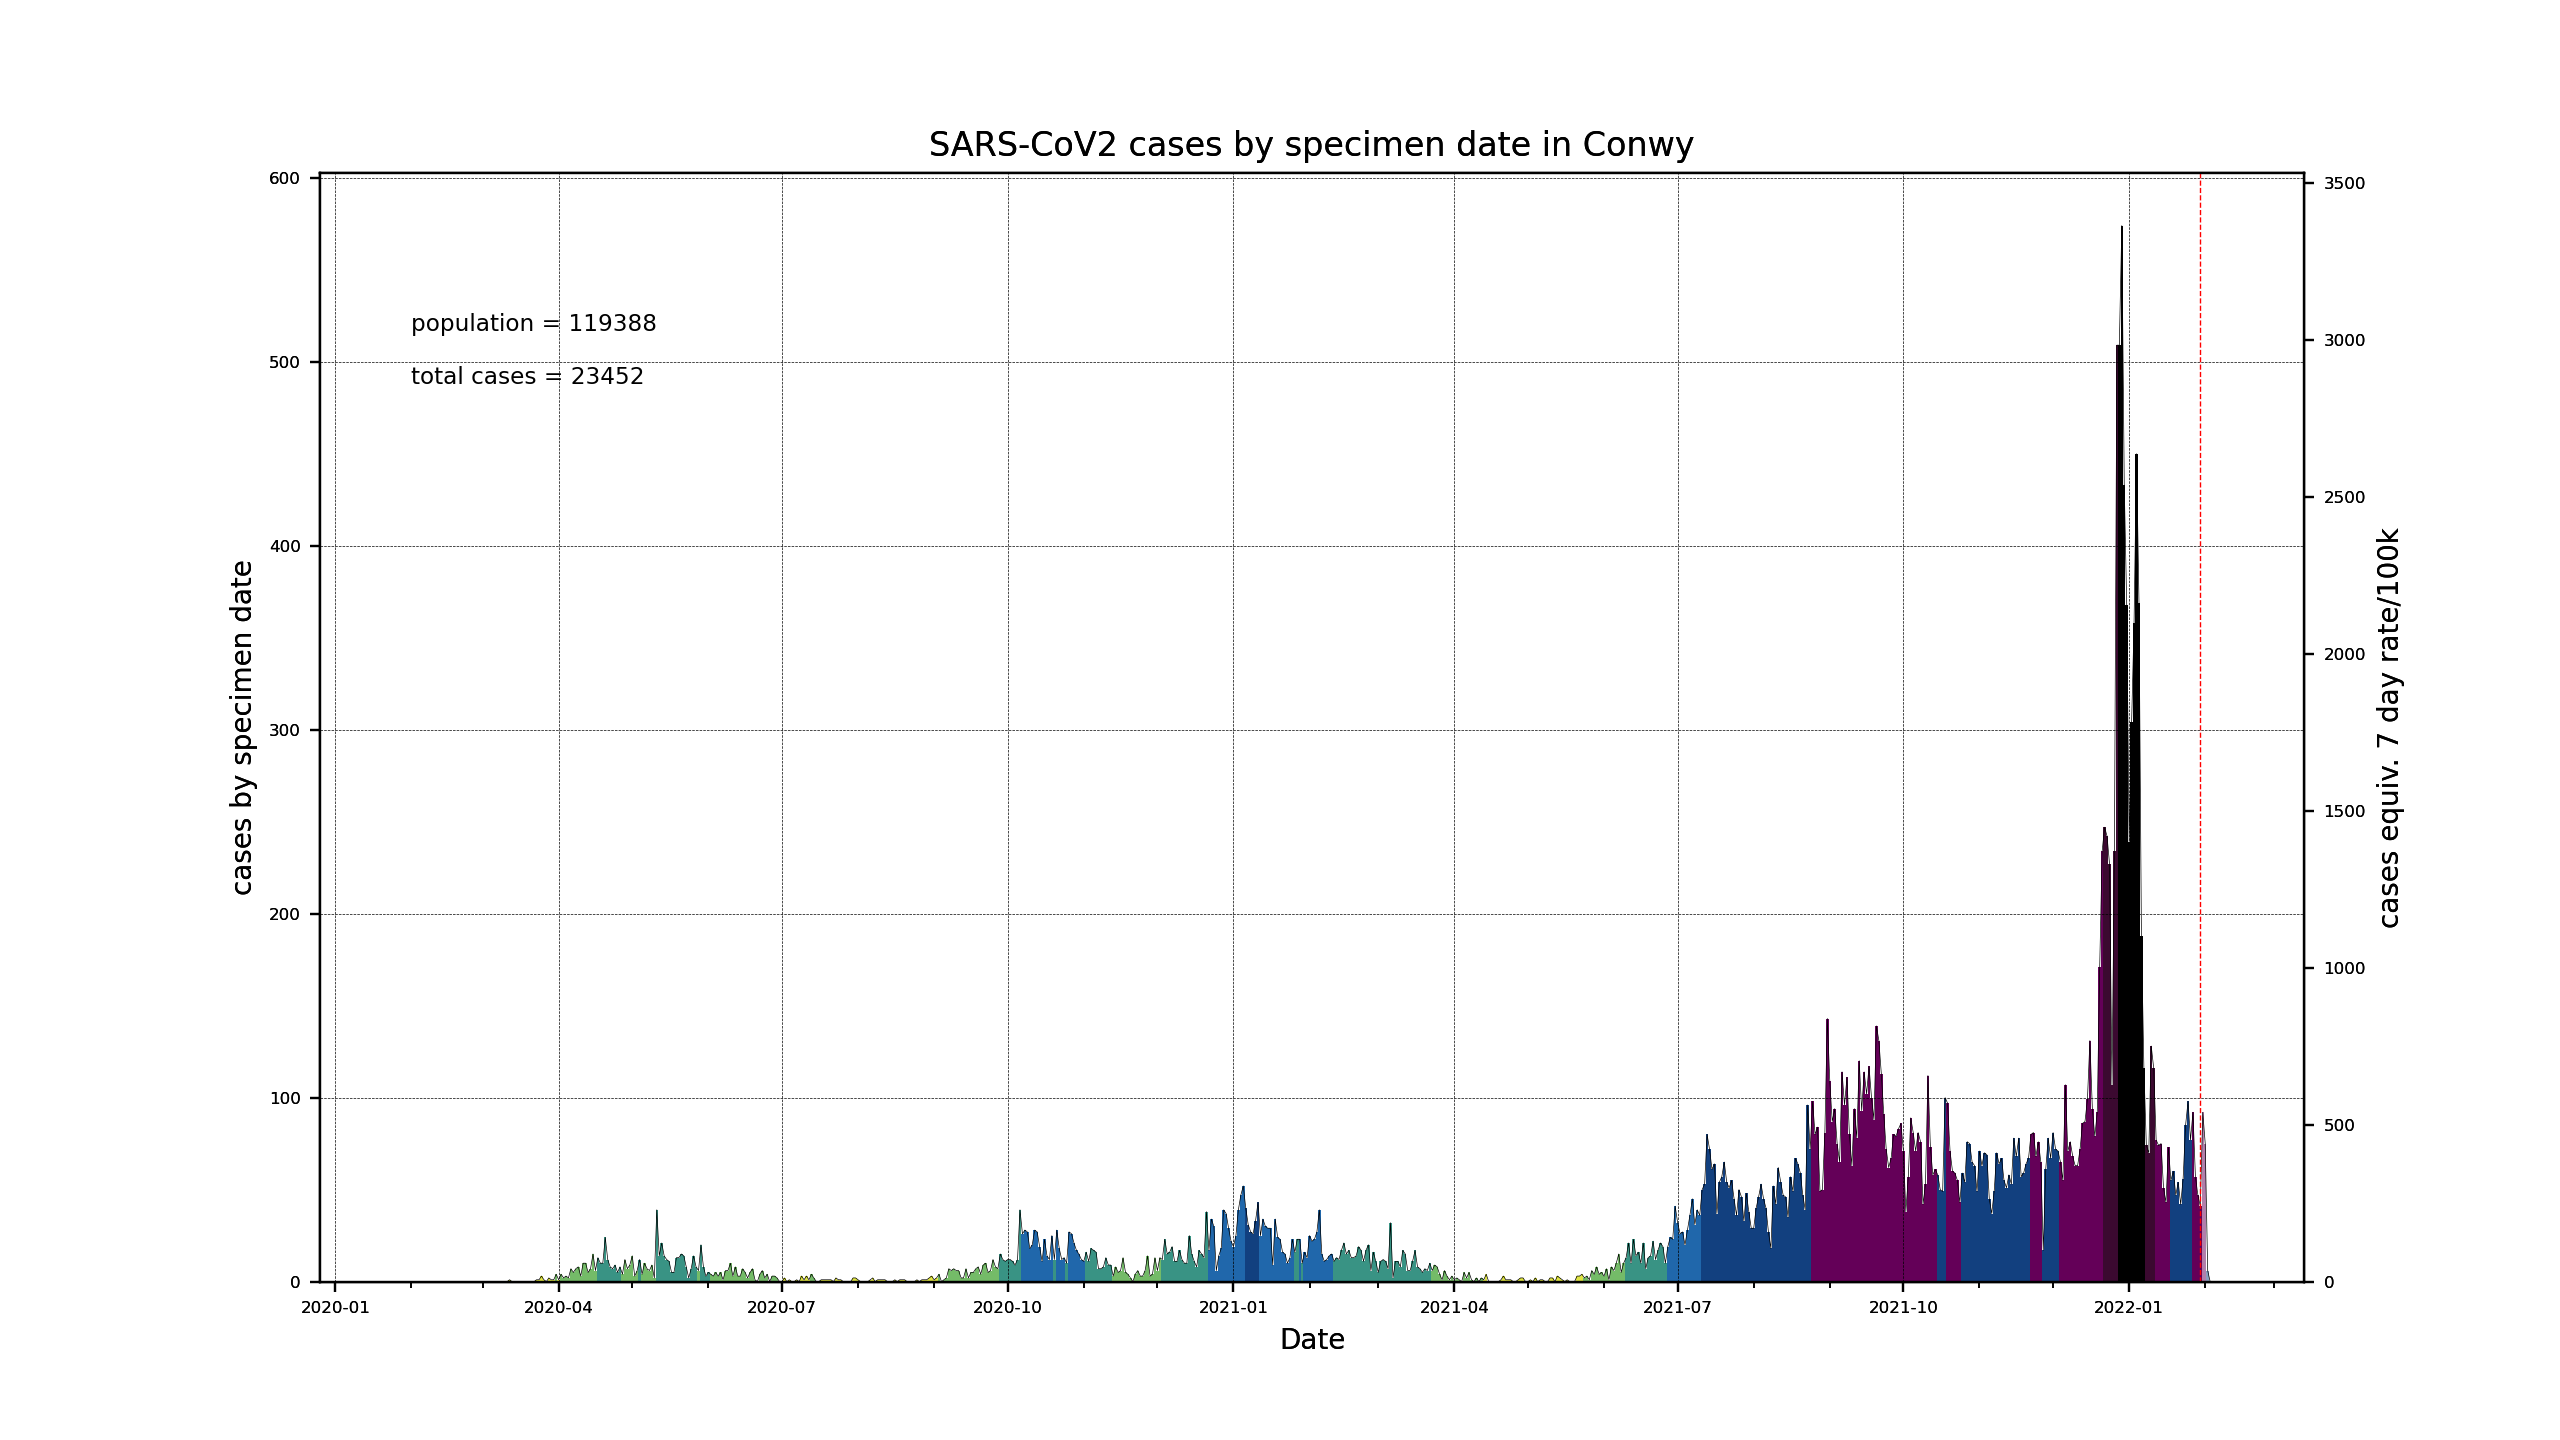 SARS-CoV2 cases by specimen date in Conwy
population = 119388
total cases = 23452
cases by specimen date
600
500
400
300
200
100
0
3500
3000
2500
2000
1500
1000
500
0
cases equiv. 7 day rate/100k
2020-01 2020-04 2020-07 2020-10 2021-01 2021-04 2021-07 2021-10 2022-01
Date